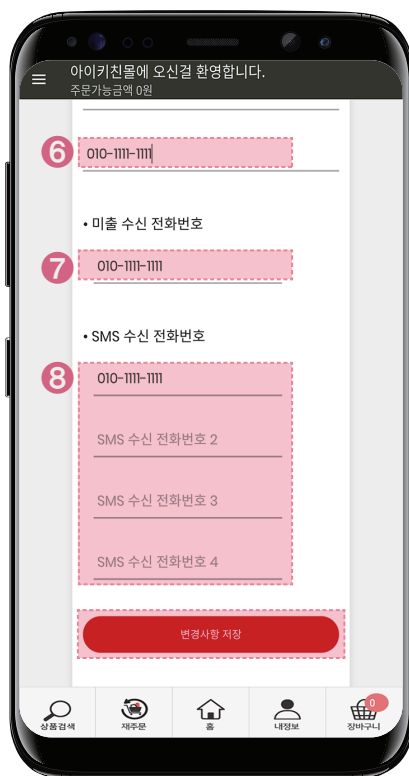 아이키친몰에 오신걸 환영합니다.
주문가능금액 0원
6
010-1111-1111
• 미출 수신 전화번호
7
010-1111-1111
• SMS 수신 전화번호
8
010-1111-1111
SMS 수신 전화번호 2
SMS 수신 전화번호 3
SMS 수신 전화번호 4
변경사항 저장
0
상품검색 재주문 홈 내정보 장바구니